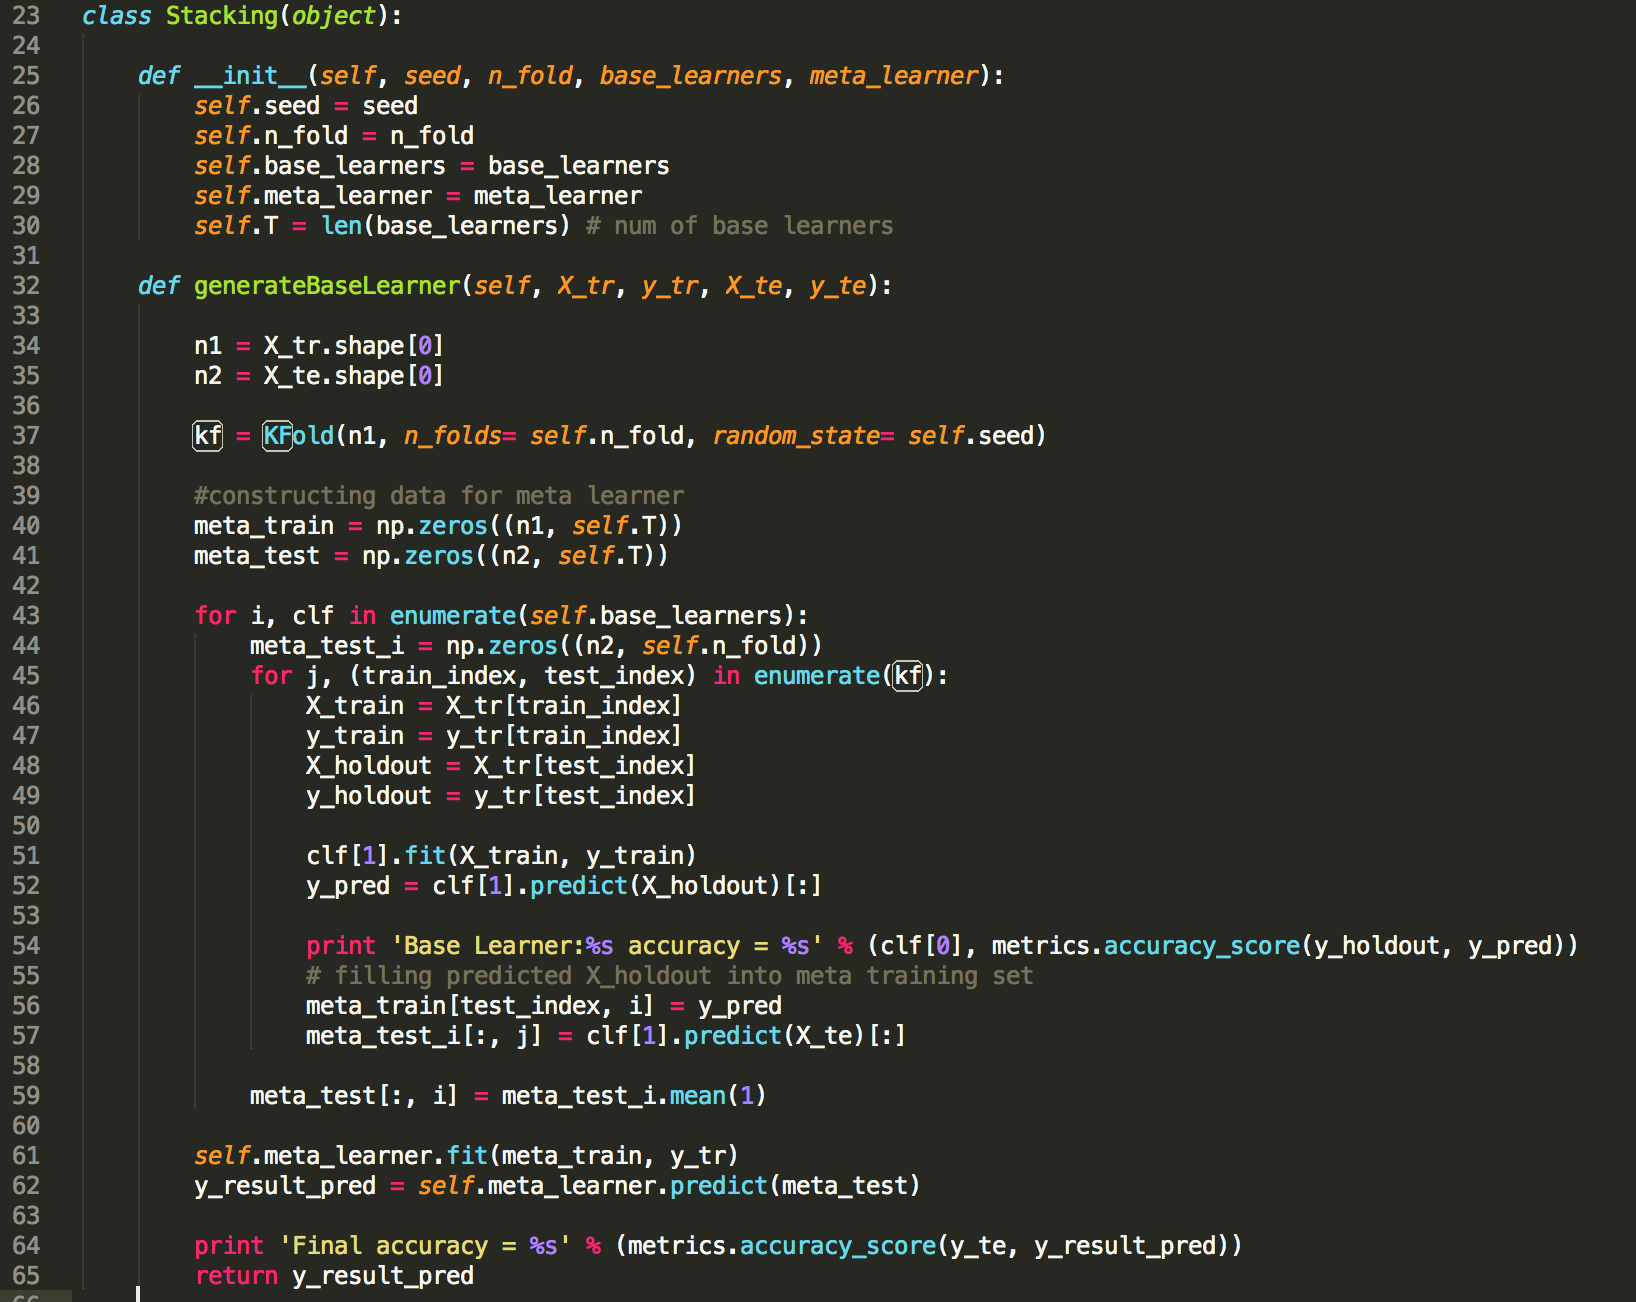 23 class Stacking(object):
24
25 def __init__(self, seed, n_fold, base_learners, meta_learner):
26 self.seed = seed
27 self.n_fold = n_fold
28 self.base_learners = base_learners
29 self.meta_learner = meta_learner
30 self.T = len(base_learners) # num of base learners
31
32 def generateBaseLearner(self, X_tr, y_tr, X_te, y_te):
33
34 n1 = X_tr.shape[0]
35 n2 = X_te.shape[0]
36
37 kf = KFold(n1, n_folds= self.n_fold, random_state= self.seed)
38
39 #constructing data for meta learner
40 meta_train = np.zeros((n1, self.T))
41 meta_test = np.zeros((n2, self.T))
42
43 for i, clf in enumerate(self.base_learners):
44 meta_test_i = np.zeros((n2, self.n_fold))
45 for j, (train_index, test_index) in enumerate(kf):
46 X_train = X_tr[train_index]
47 y_train = y_tr[train_index]
48 X_holdout = X_tr[test_index]
49 y_holdout = y_tr[test_index]
50
51 clf[1].fit(X_train, y_train)
52 y_pred = clf[1].predict(X_holdout)[:]
53
54 print 'Base Learner:%s accuracy = %s' % (clf[0], metrics.accuracy_score(y_holdout, y_pred))
55 # filling predicted X_holdout into meta training set
56 meta_train[test_index, i] = y_pred
57 meta_test_i[:, j] = clf[1].predict(X_te)[:]
58
59 meta_test[:, i] = meta_test_i.mean(1)
60
61 self.meta_learner.fit(meta_train, y_tr)
62 y_result_pred = self.meta_learner.predict(meta_test)
63
64 print 'Final accuracy = %s' % (metrics.accuracy_score(y_te, y_result_pred))
65 return y_result_pred
66